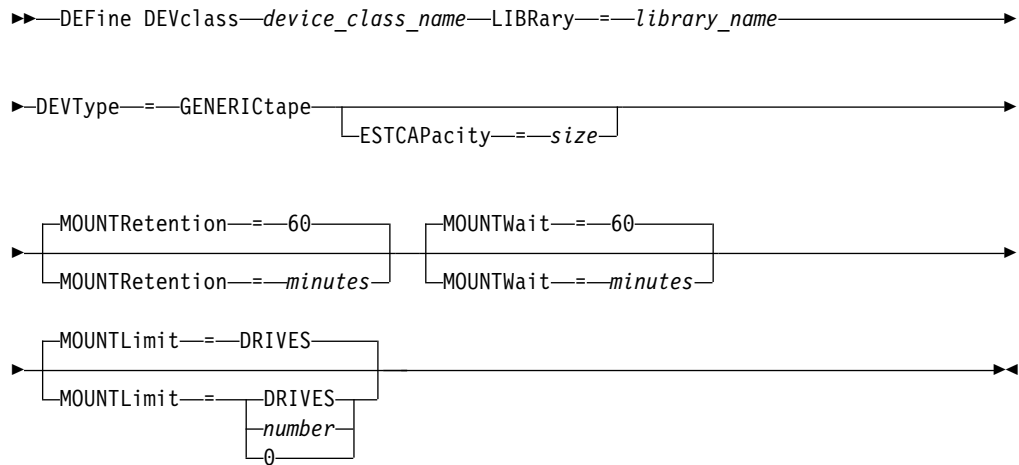 DEFine DEVclass device_class_name LIBRary = library_name
DEVType = GENERICtape
ESTCAPacity = size
MOUNTRetention = 60 MOUNTWait = 60
MOUNTRetention = minutes MOUNTWait = minutes
MOUNTLimit = DRIVES
MOUNTLimit = DRIVES
number
0